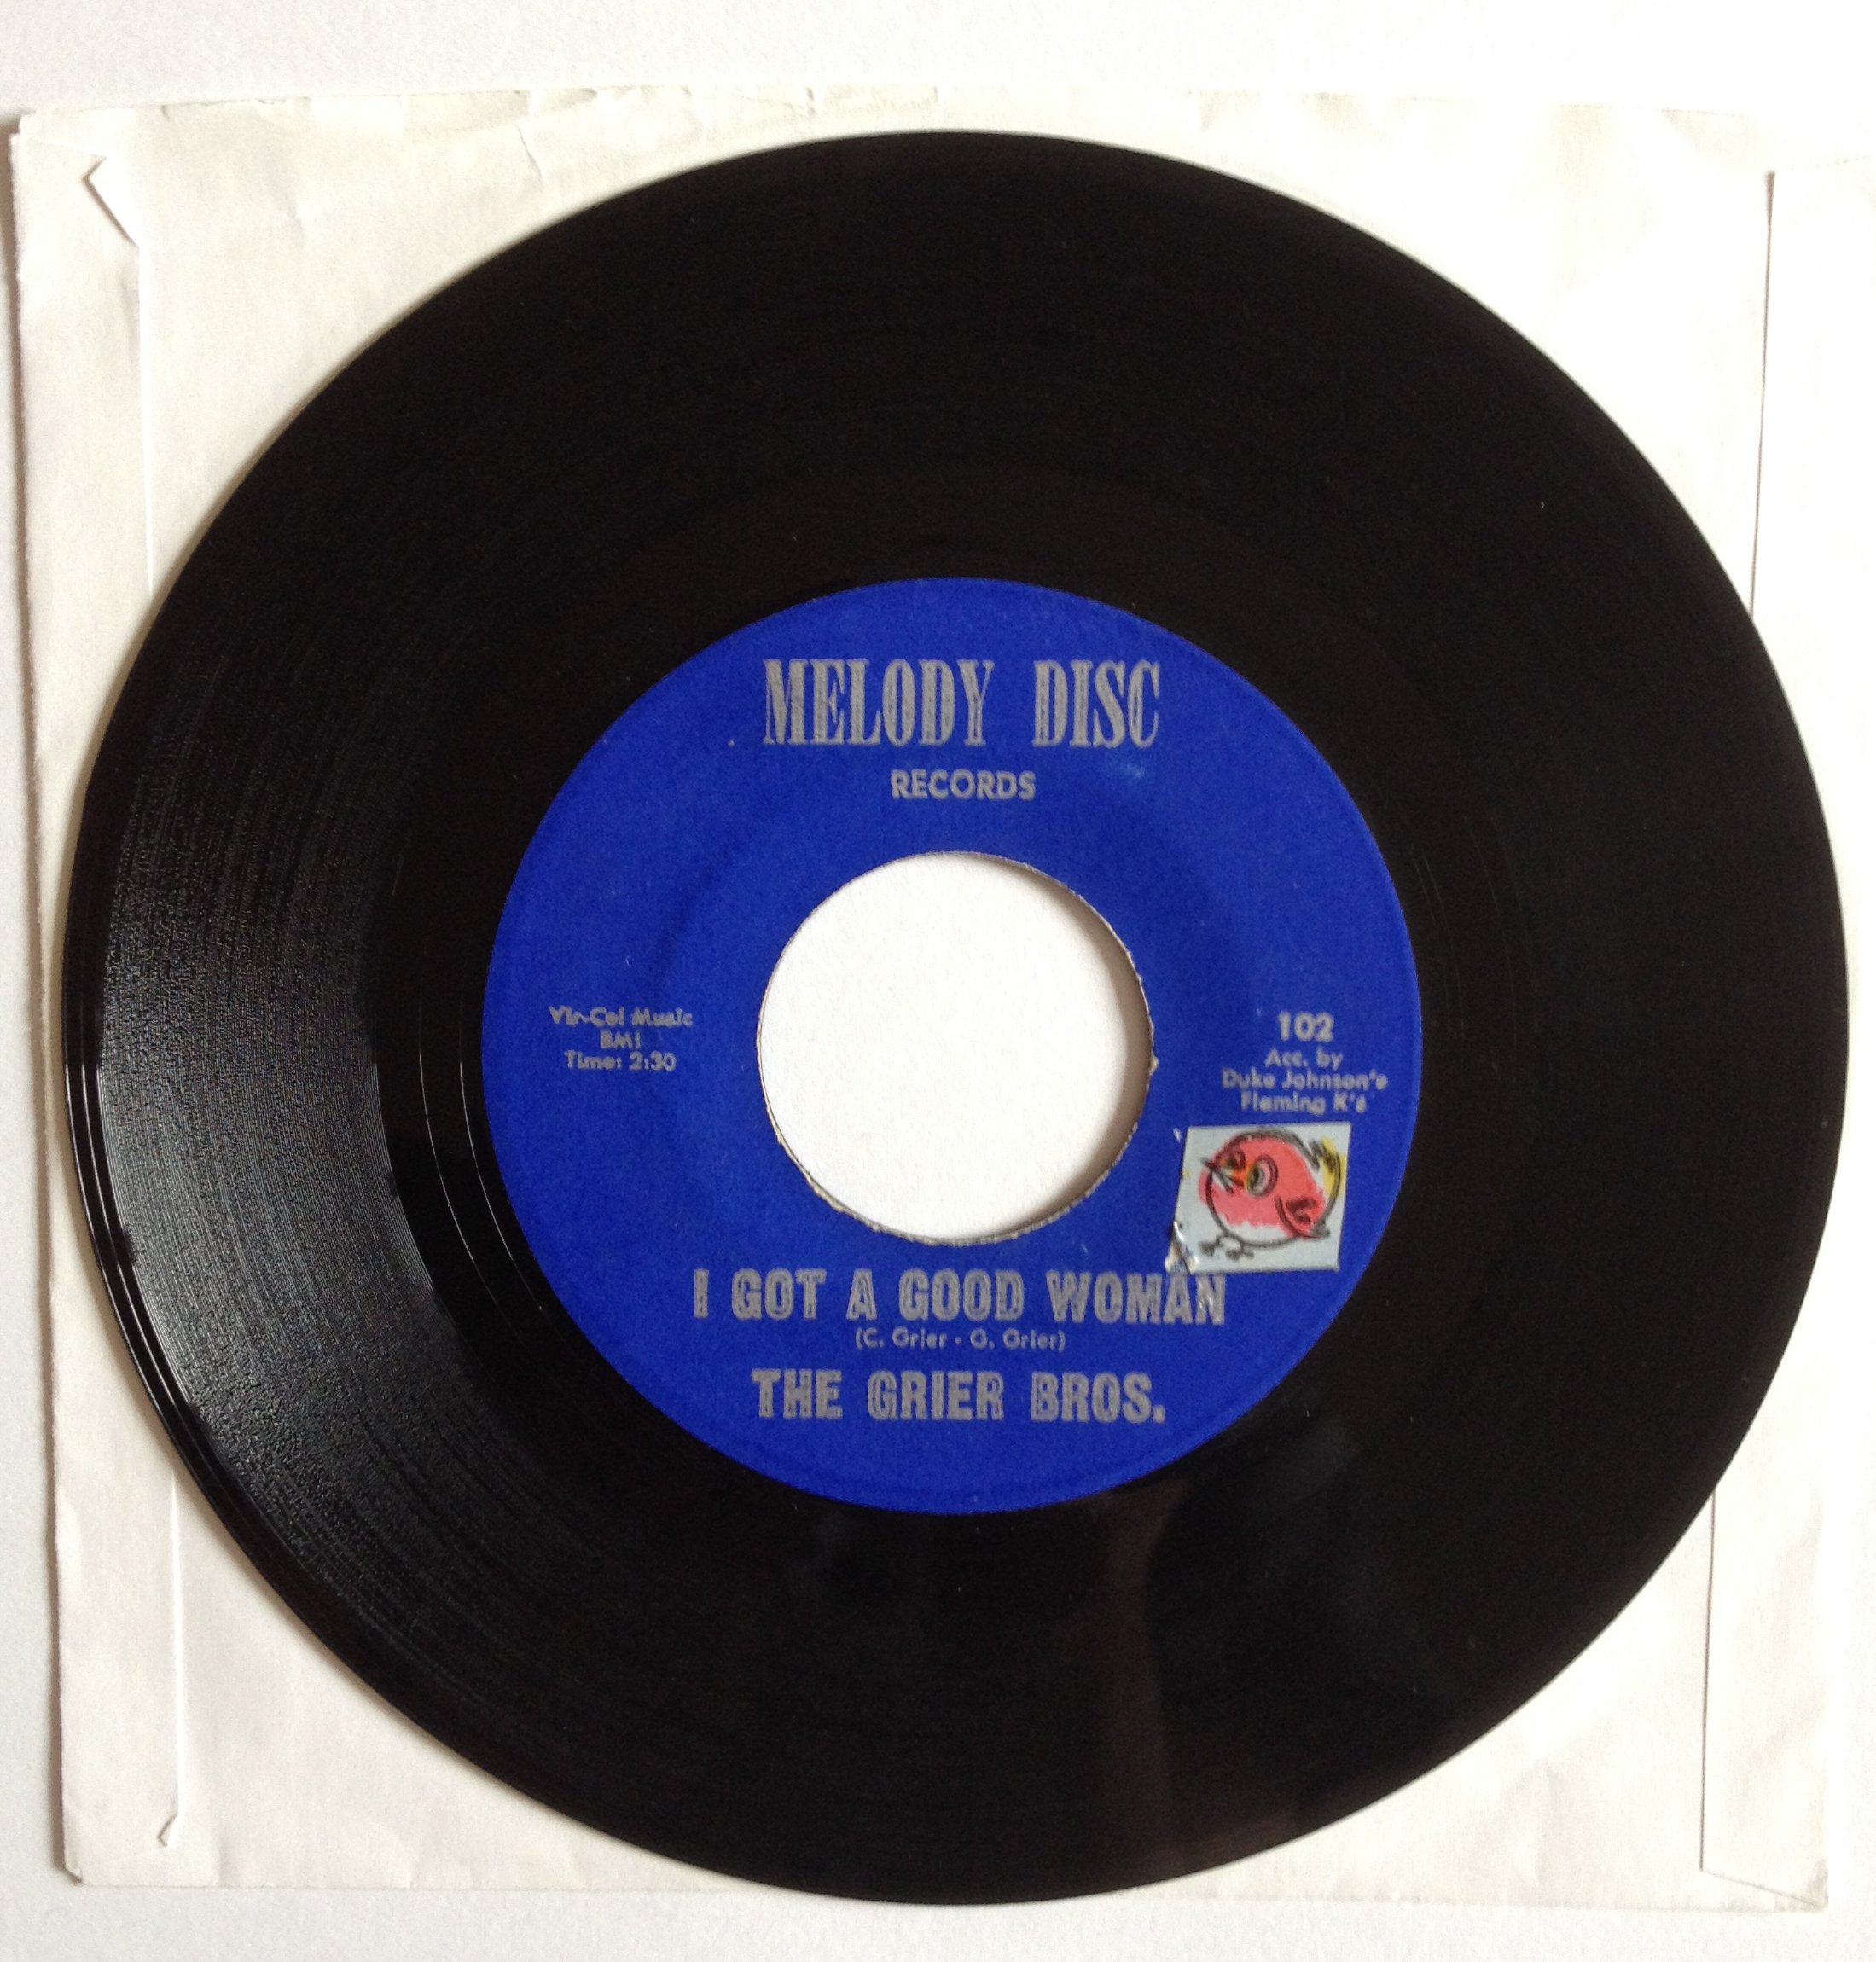 MELODY DISC
RECORDS
Vir-Col Music
BMI
Time: 2:30
102
Acc. by
Duke Johnson's
Flaming K's
I GOT A GOOD WOMAN
(C. Grier - G. Grier)
THE GRIER BROS.